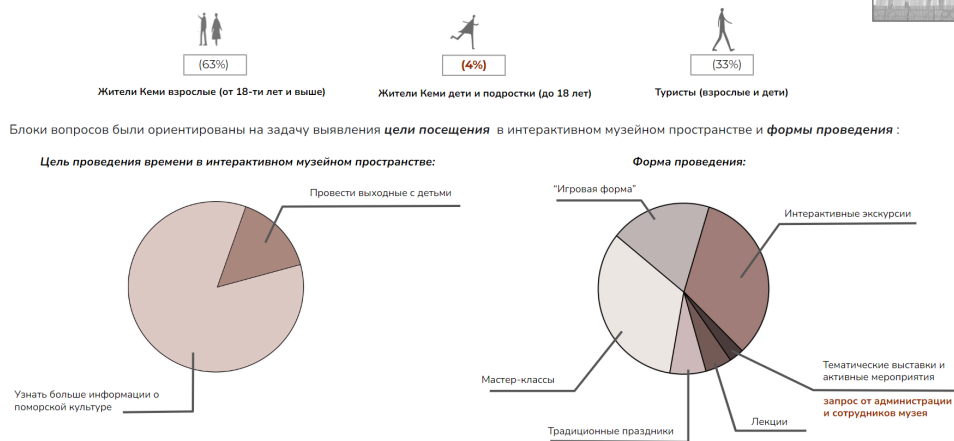 (63%)
(4%)
(33%)
Жители Кеми взрослые (от 18-ти лет и выше)
Жители Кеми дети и подростки (до 18 лет)
Туристы (взрослые и дети)
Блоки вопросов были ориентированы на задачу выявления цели посещения в интерактивном музейном пространстве и формы проведения :
Цель проведения времени в интерактивном музейном пространстве:
Провести выходные с детьми
Узнать больше информации о
поморской культуре
Форма проведения:
“Игровая форма”
Интерактивные экскурсии
Мастер-классы
Тематические выставки и
активные мероприятия
запрос от администрации
и сотрудников музея
Лекции
Традиционные праздники